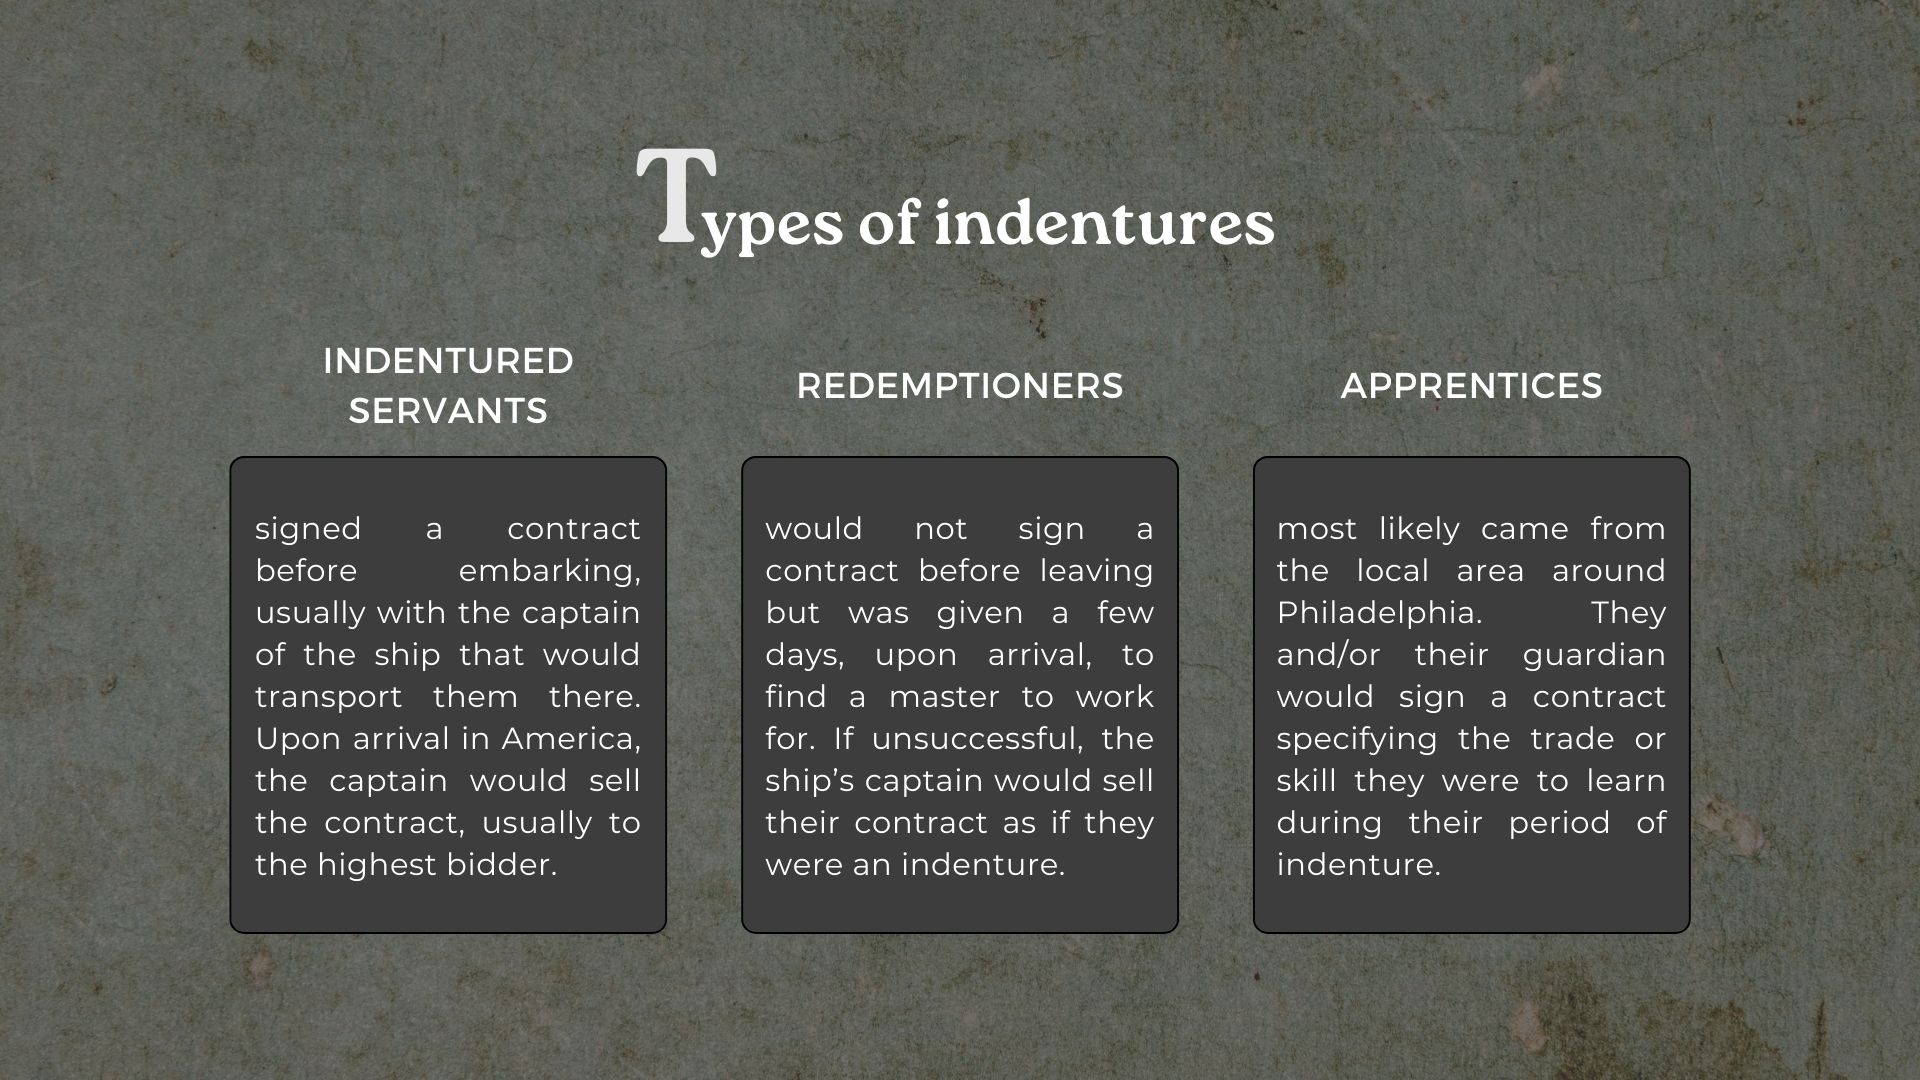 Types of indentures
INDENTURED
SERVANTS
signed a contract
before embarking,
usually with the captain
of the ship that would
transport them there.
Upon arrival in America,
the captain would sell
the contract, usually to
the highest bidder.
REDEMPTIONERS
would not sign a
contract before leaving
but was given a few
days, upon arrival, to
find a master to work
for. If unsuccessful, the
ship’s captain would sell
their contract as if they
were an indenture.
APPRENTICES
most likely came from
the local area around
Philadelphia. They
and/or their guardian
would sign a contract
specifying the trade or
skill they were to learn
during their period of
indenture.